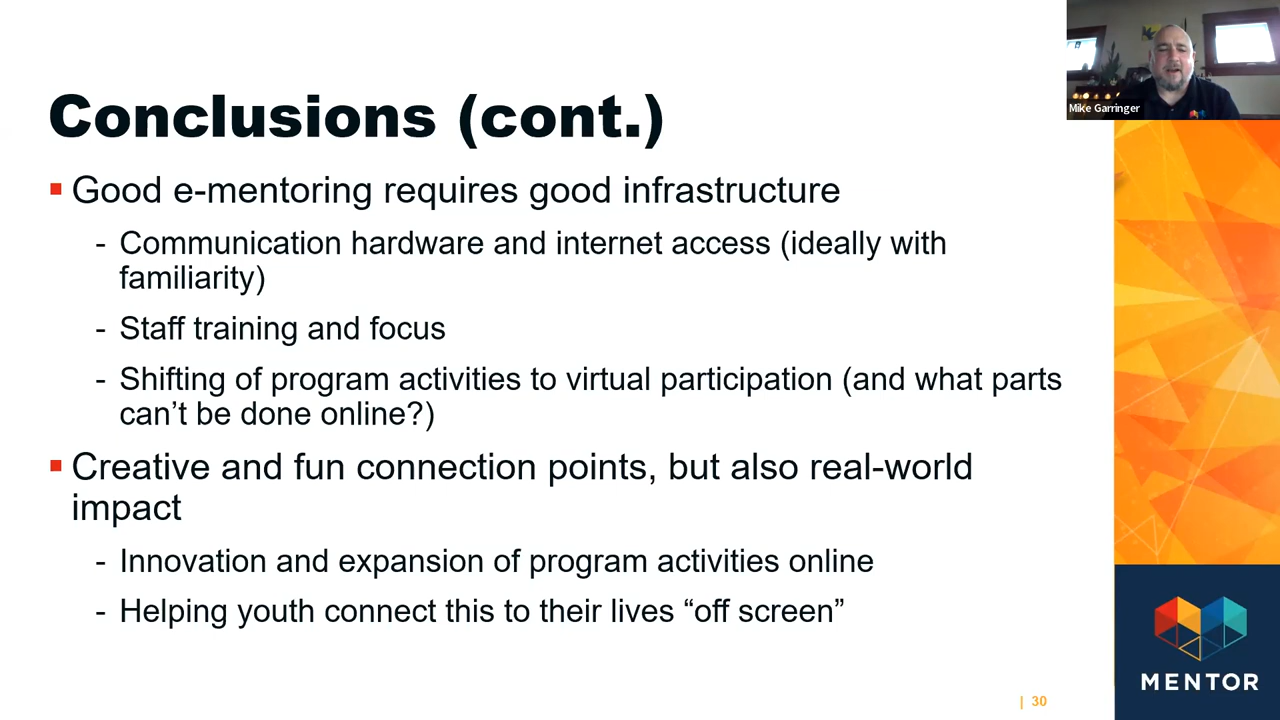 Mike Garringer
Conclusions (cont.)
Good e-mentoring requires good infrastructure
- Communication hardware and internet access (ideally with
familiarity)
- Staff training and focus
- Shifting of program activities to virtual participation (and what parts
can’t be done online?)
Creative and fun connection points, but also real-world
impact
- Innovation and expansion of program activities online
- Helping youth connect this to their lives “off screen”
| 30
MENTOR